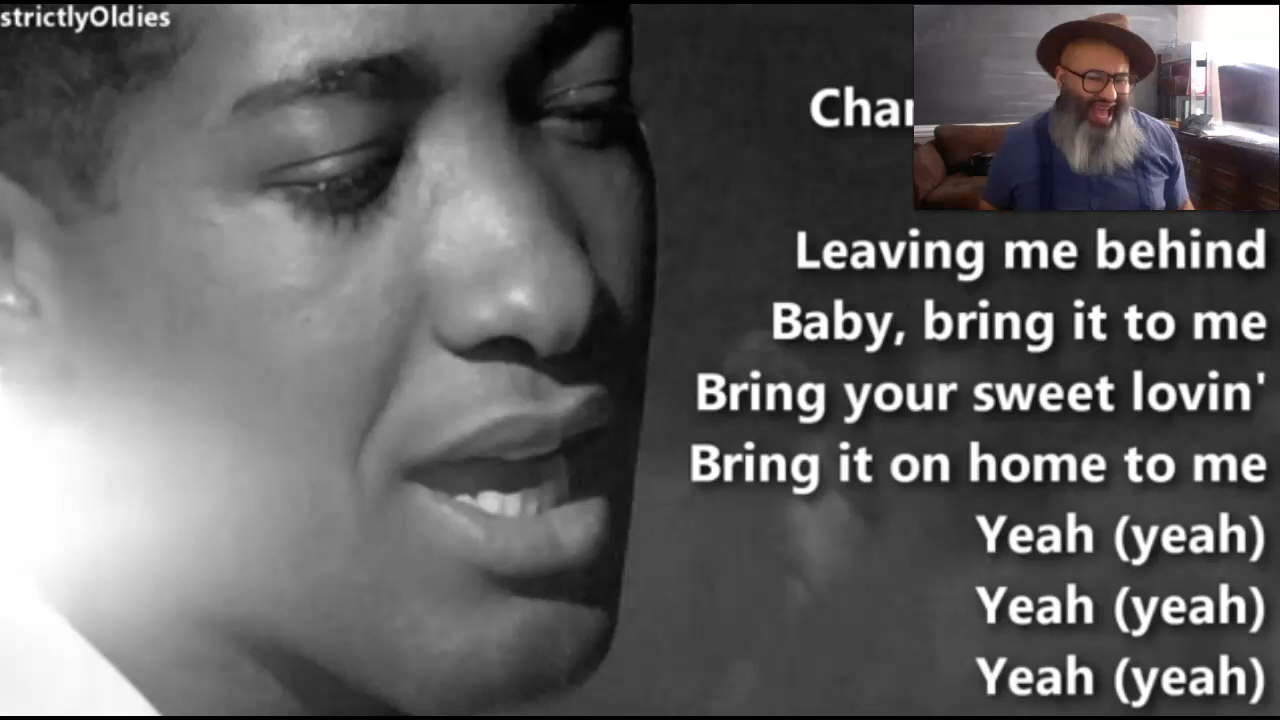 strictlyOldies
Leaving me behind
Baby, bring it to me
Bring your sweet lovin'
Bring it on home to me
Yeah (yeah)
Yeah (yeah)
Yeah (yeah)